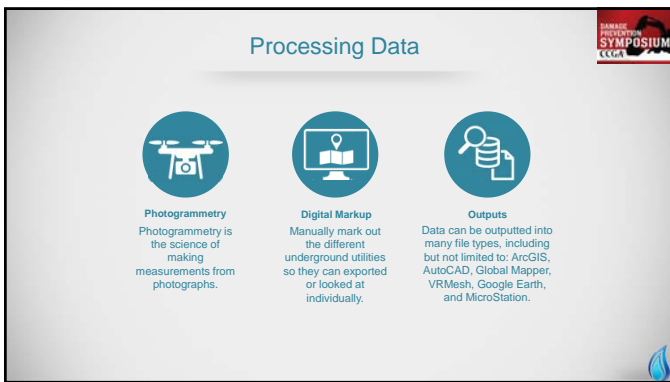 Processing Data
DAMAGE
PREVENTION
SYMPOSIUM
CCGA
Photogrammetry
Photogrammetry is
the science of
making
measurements from
photographs.
Digital Markup
Manually mark out
the different
underground utilities
so they can exported
or looked at
individually.
Outputs
Data can be outputted into
many file types, including
but not limited to: ArcGIS,
AutoCAD, Global Mapper,
VRMesh, Google Earth,
and MicroStation.